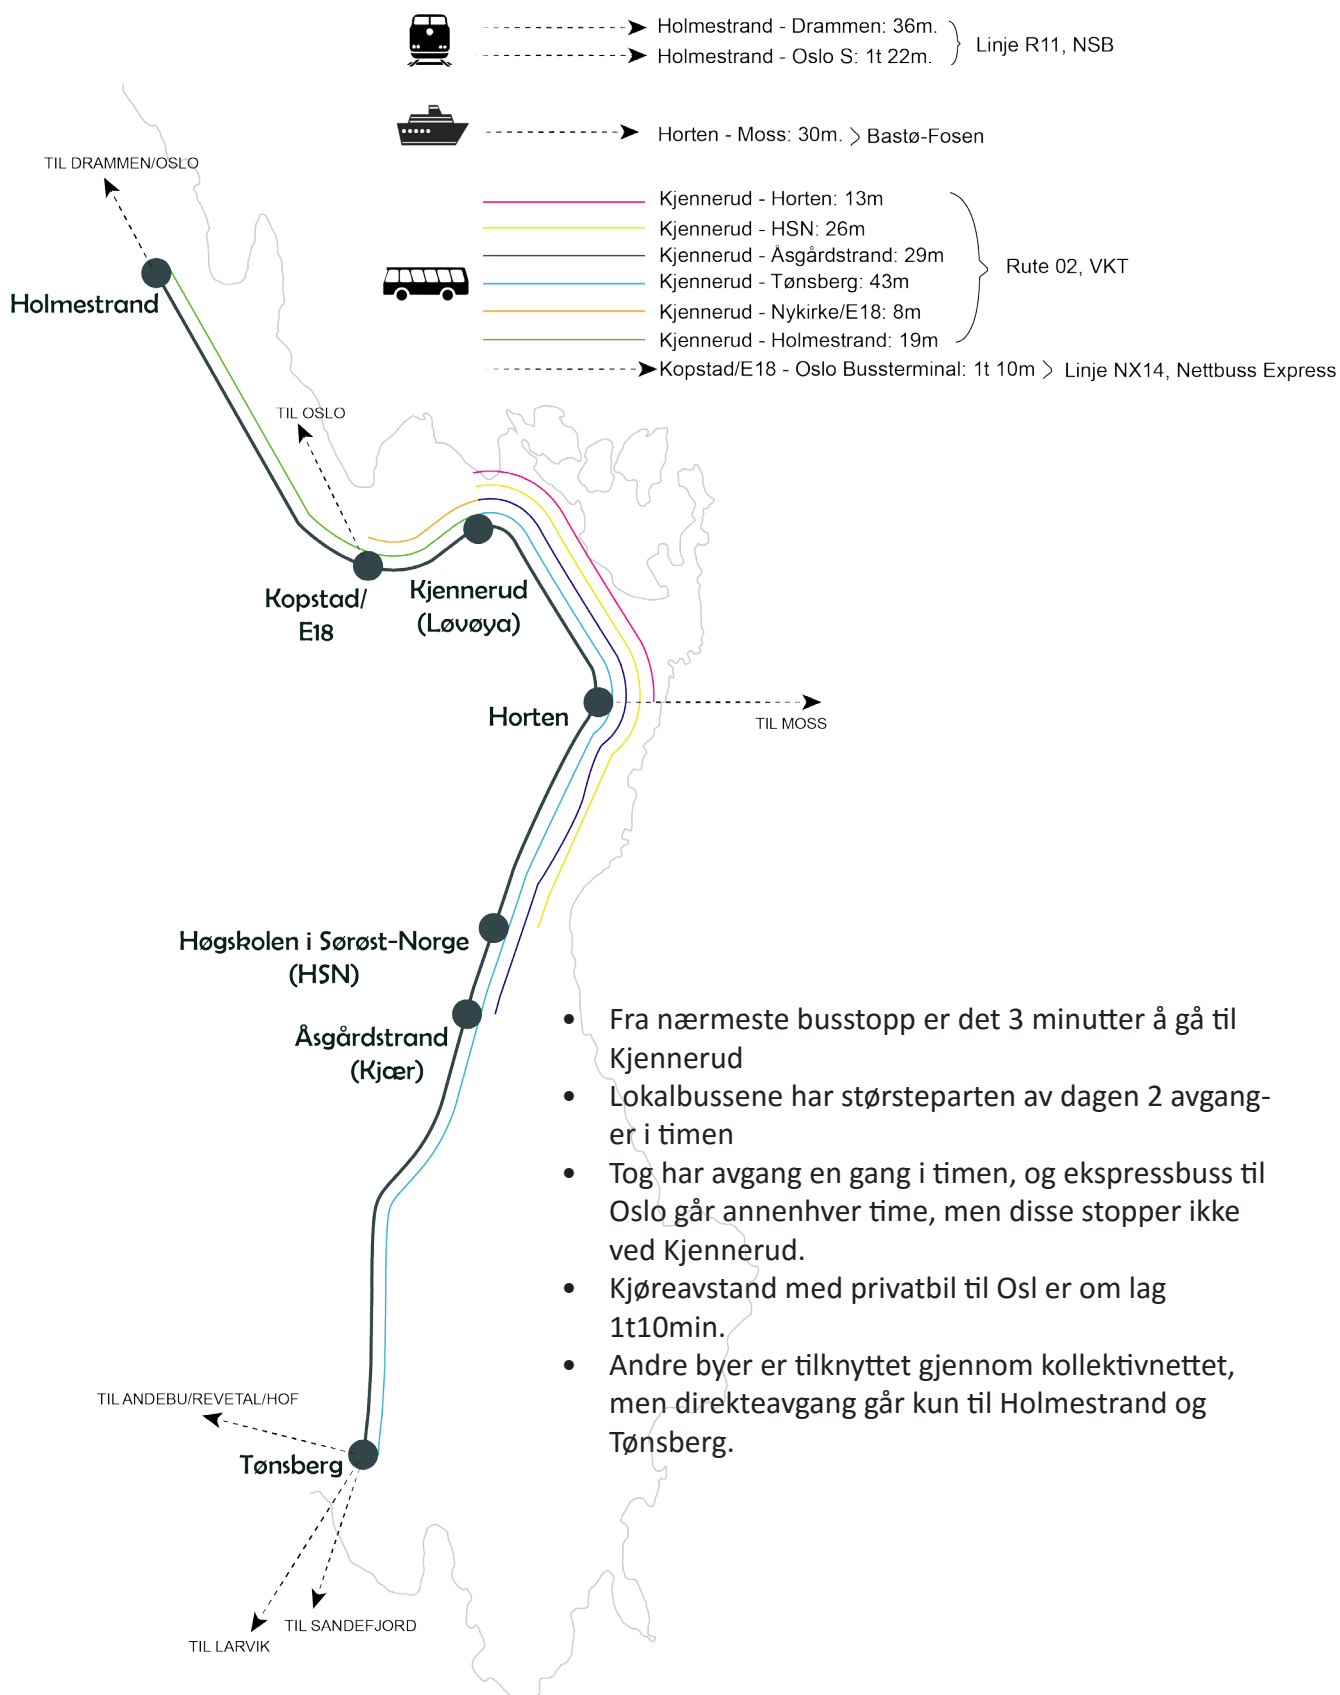 Holmestrand - Drammen: 36m.
Holmestrand - Oslo S: 1t 22m.
Linje R11, NSB
Horten - Moss: 30m.
Bastø-Fosen
Kjennerud - Horten: 13m
Kjennerud - HSN: 26m
Kjennerud - Åsgårdstrand: 29m
Kjennerud - Tønsberg: 43m
Kjennerud - Nykirke/E18: 8m
Kjennerud - Holmestrand: 19m
Rute 02, VKT
Kopstad/E18 - Oslo Bussterminal: 1t 10m
Linje NX14, Nettbuss Express
TIL DRAMMEN/OSLO
Holmestrand
TIL OSLO
Kopstad/
E18
Kjennerud
(Løvøya)
Horten
TIL MOSS
Høgskolen i Sørøst-Norge
(HSN)
Åsgårdstrand
(Kjær)
• Fra nærmeste busstopp er det 3 minutter å gå til
Kjennerud
• Lokalbussene har størsteparten av dagen 2 avgang-
er i timen
• Tog har avgang en gang i timen, og ekspressbuss til
Oslo går annenhver time, men disse stopper ikke
ved Kjennerud.
• Kjøreavstand med privatbil til Osl er om lag
1t10min.
• Andre byer er tilknyttet gjennom kollektivnettet,
men direkteavgang går kun til Holmestrand og
Tønsberg.
TIL ANDEBU/REVETAL/HOF
Tønsberg
TIL SANDEFJORD
TIL LARVIK